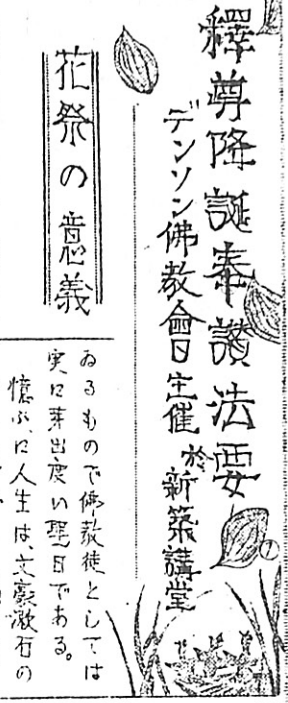 釋尊降誕奉讃法要
デンソン佛教會主催 於 新築講堂
花祭の意義
ゐるもので佛教徒としては
実に芽出度い聖日である。
憶ふに人生は、文豪漱石の